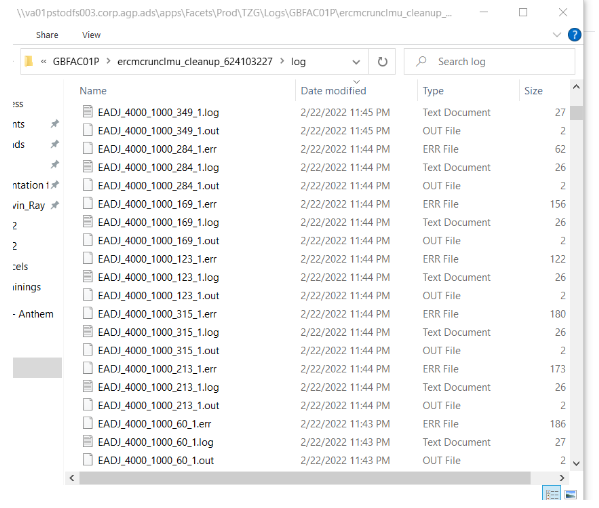 \\va01pstodfs003.corp.agp.ads\apps\Facets\Prod\TZG\Logs\GBFAC01P\ercmcrunclmu_cleanup_...
Share View
« GBFAC01P > ercmcrunclmu_cleanup_624103227 > log Search log
Name Date modified Type Size
EADJ_4000_1000_349_1.log 2/22/2022 11:45 PM Text Document 27
ess EADJ_4000_1000_349_1.out 2/22/2022 11:45 PM OUT File 2
nts EADJ_4000_1000_284_1.err 2/22/2022 11:44 PM ERR File 62
ads EADJ_4000_1000_284_1.log 2/22/2022 11:44 PM Text Document 26
EADJ_4000_1000_284_1.out 2/22/2022 11:44 PM OUT File 2
ntation t EADJ_4000_1000_169_1.err 2/22/2022 11:44 PM ERR File 156
vin_Ray EADJ_4000_1000_169_1.log 2/22/2022 11:44 PM Text Document 26
2 EADJ_4000_1000_169_1.out 2/22/2022 11:44 PM OUT File 2
2 EADJ_4000_1000_123_1.err 2/22/2022 11:44 PM ERR File 122
cels EADJ_4000_1000_123_1.log 2/22/2022 11:44 PM Text Document 26
inings EADJ_4000_1000_123_1.out 2/22/2022 11:44 PM OUT File 2
- Anthem EADJ_4000_1000_315_1.err 2/22/2022 11:44 PM ERR File 180
EADJ_4000_1000_315_1.log 2/22/2022 11:44 PM Text Document 26
EADJ_4000_1000_315_1.out 2/22/2022 11:44 PM OUT File 2
EADJ_4000_1000_213_1.err 2/22/2022 11:44 PM ERR File 173
EADJ_4000_1000_213_1.log 2/22/2022 11:44 PM Text Document 26
EADJ_4000_1000_213_1.out 2/22/2022 11:44 PM OUT File 2
EADJ_4000_1000_60_1.err 2/22/2022 11:43 PM ERR File 186
EADJ_4000_1000_60_1.log 2/22/2022 11:43 PM Text Document 27
EADJ_4000_1000_60_1.out 2/22/2022 11:43 PM OUT File 2